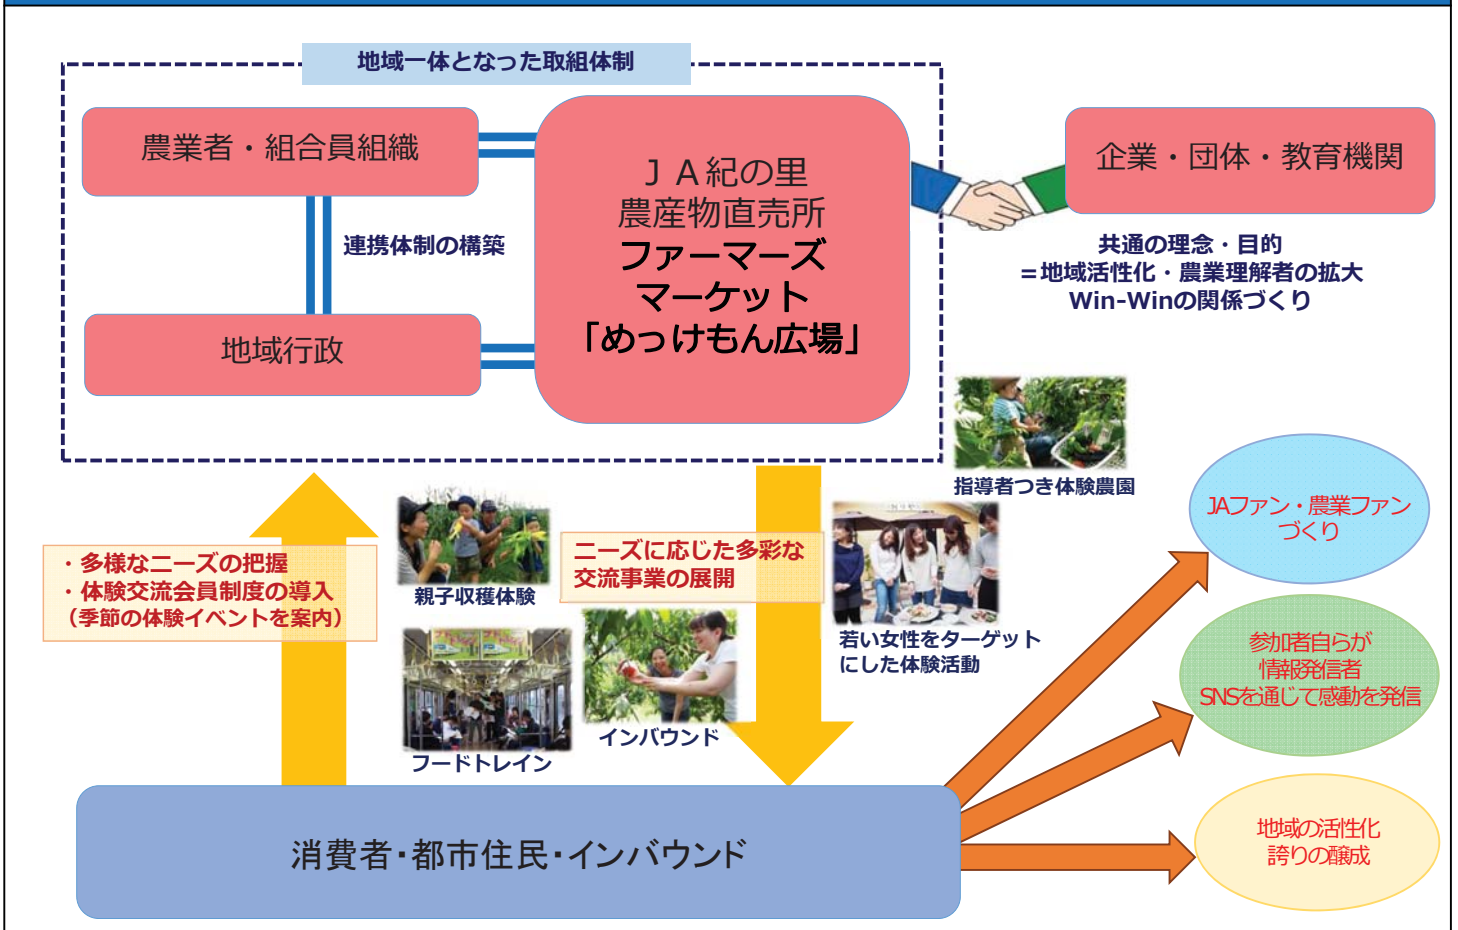 地域一体となった取組体制
農業者・組合員組織
連携体制の構築
地域行政
ＪＡ紀の里
農産物直売所
ファーマーズ
マーケット
「めっけもん広場」
企業・団体・教育機関
共通の理念・目的
＝地域活性化・農業理解者の拡大
Win-Winの関係づくり
・多様なニーズの把握
・体験交流会員制度の導入
（季節の体験イベントを案内）
親子収穫体験
フードトレイン
ニーズに応じた多彩な
交流事業の展開
インバウンド
指導者つき体験農園
若い女性をターゲット
にした体験活動
消費者・都市住民・インバウンド
JAファン・農業ファン
づくり
参加者自らが
情報発信者
SNSを通じて感動を発信
地域の活性化
誇りの醸成